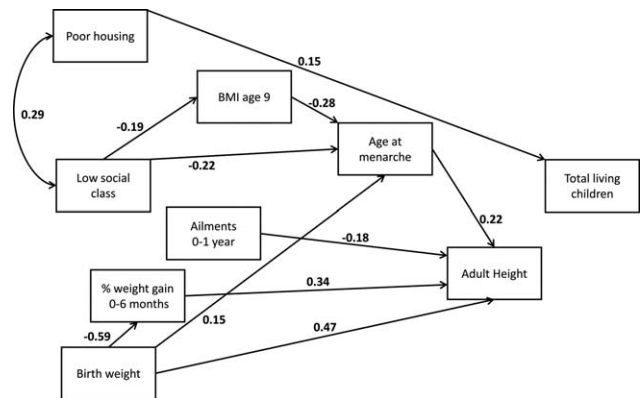 Poor housing
0.15
BMI age 9
-0.28
0.29
-0.19
Age at
menarche
Low social
class
-0.22
Total living
children
Ailments
0-1 year
0.22
-0.18
Adult Height
% weight gain
0-6 months
0.34
-0.59
0.15
0.47
Birth weight